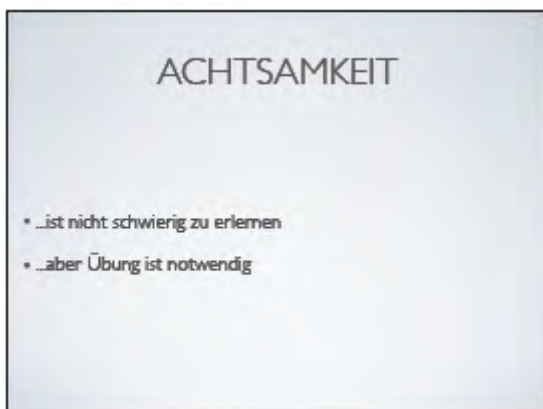 ACHTSAMKEIT
• ...ist nicht schwierig zu erlernen
• ...aber Übung ist notwendig